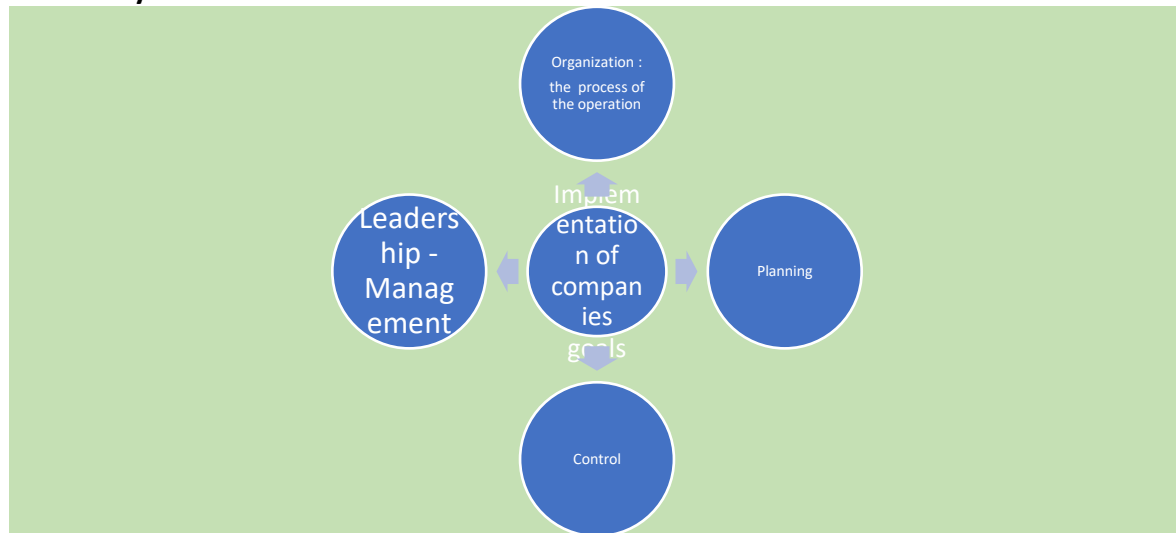 Organization :
the process of
the operation
Implem
entatio
n of
compan
ies
goals
Leaders
hip -
Manag
ement
Planning
Control